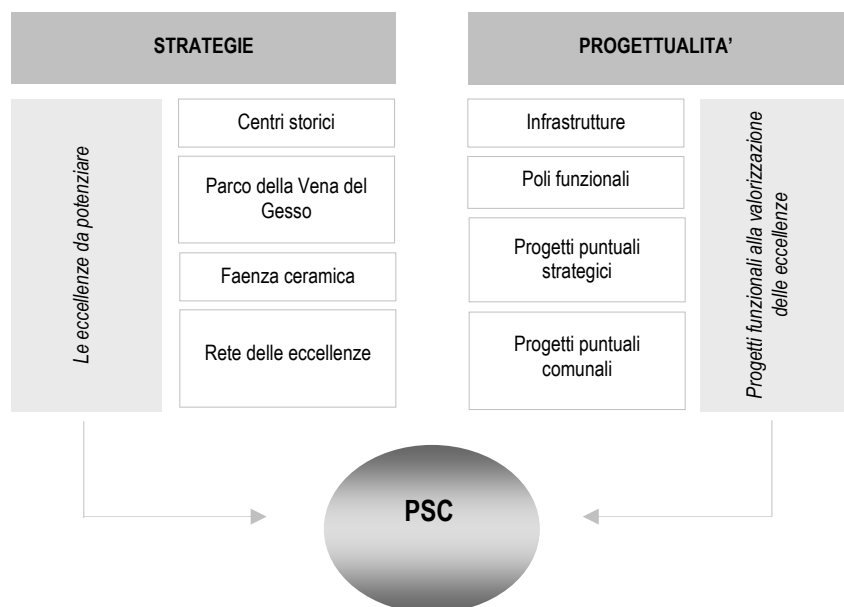 STRATEGIE
Le eccellenze da potenziare
Centri storici
Parco della Vena del
Gesso
Faenza ceramica
Rete delle eccellenze
PROGETTUALITA’
Infrastrutture
Poli funzionali
Progetti puntuali
strategici
Progetti puntuali
comunali
Progetti funzionali alla valorizzazione
delle eccellenze
PSC